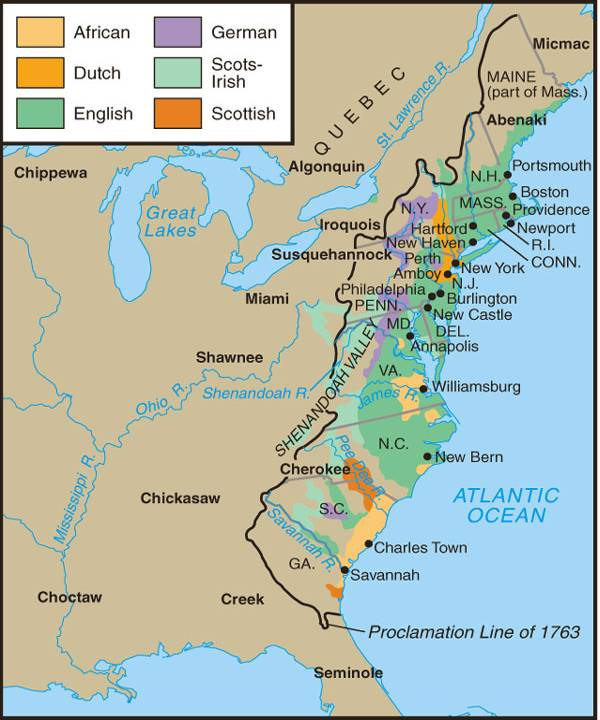 African
German
Dutch
Scots-
Irish
English
Scottish
Micmac
MAINE
(part of Mass.)
QUEBEC
St. Lawrence R.
Abenaki
Chippewa
Algonquin
Portsmouth
N.H.
Boston
MASS.
Providence
Great
Lakes
N.Y.
Iroquois
Hartford
Newport
New Haven
R.I.
Susquehannock
Perth
Amboy
CONN.
New York
N.J.
Philadelphia
Burlington
Miami
PENN.
New Castle
MD.
DEL.
Annapolis
Shawnee
SHENANDOAH VALLEY
VA.
Williamsburg
Shenandoah R.
James R.
Ohio R.
N.C.
Pee Dee R.
New Bern
Cherokee
Mississippi R.
Chickasaw
ATLANTIC
OCEAN
S.C.
Savannah R.
Charles Town
GA.
Savannah
Choctaw
Creek
Proclamation Line of 1763
Seminole